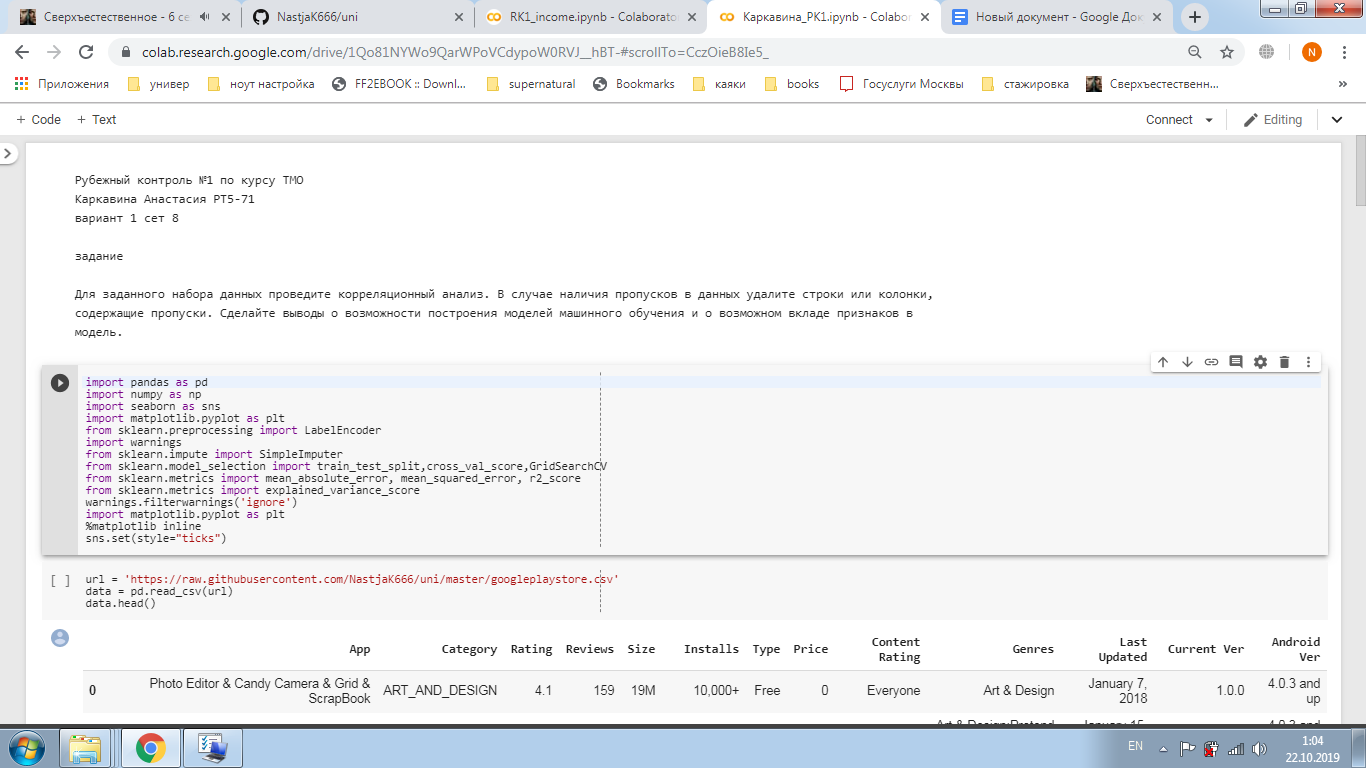 Сверхъестественное - 6 се
NastjaK666/uni
RK1_income.ipynb - Colaborato
Каркавина_РК1.ipynb - Colabor
Новый документ - Google Док
colab.research.google.com/drive/1Qo81NYWo9QarWPoVCdypoW0RVJ__hBT-#scrollTo=CczOieB8Ie5_
N
Приложения
универ
ноут настройка
FF2EBOOK :: Downl...
supernatural
Bookmarks
каяки
books
Госуслуги Москвы
стажировка
Сверхъестественн...
»
+ Code + Text
Connect
Editing
Рубежный контроль №1 по курсу ТМО
Каркавина Анастасия РТ5-71
вариант 1 сет 8
задание
Для заданного набора данных проведите корреляционный анализ. В случае наличия пропусков в данных удалите строки или колонки,
содержащие пропуски. Сделайте выводы о возможности построения моделей машинного обучения и о возможном вкладе признаков в
модель.
import pandas as pd
import numpy as np
import seaborn as sns
import matplotlib.pyplot as plt
from sklearn.preprocessing import LabelEncoder
import warnings
from sklearn.impute import SimpleImputer
from sklearn.model_selection import train_test_split,cross_val_score,GridSearchCV
from sklearn.metrics import mean_absolute_error, mean_squared_error, r2_score
from sklearn.metrics import explained_variance_score
warnings.filterwarnings('ignore')
import matplotlib.pyplot as plt
%matplotlib inline
sns.set(style="ticks")
[ ] url = 'https://raw.githubusercontent.com/NastjaK666/uni/master/googleplaystore.csv'
data = pd.read_csv(url)
data.head()
App Category Rating Reviews Size Installs Type Price Content Rating Genres Last Updated Current Ver Android Ver
0 Photo Editor & Candy Camera & Grid & ScrapBook ART_AND_DESIGN 4.1 159 19M 10,000+ Free 0 Everyone Art & Design January 7, 2018 1.0.0 4.0.3 and up
Art & Design;Pretend January 15, 4.0.3 and
EN
1:04
22.10.2019